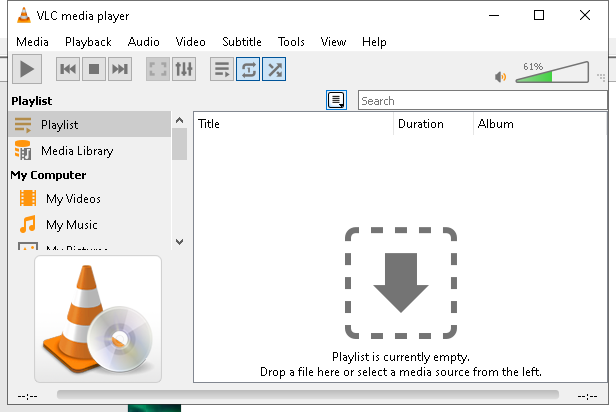 VLC media player
Media Playback Audio Video Subtitle Tools View Help
61%
Playlist
Search
Playlist
Title Duration Album
Media Library
My Computer
My Videos
My Music
My Pictures
Playlist is currently empty.
Drop a file here or select a media source from the left.
--:-- --:--